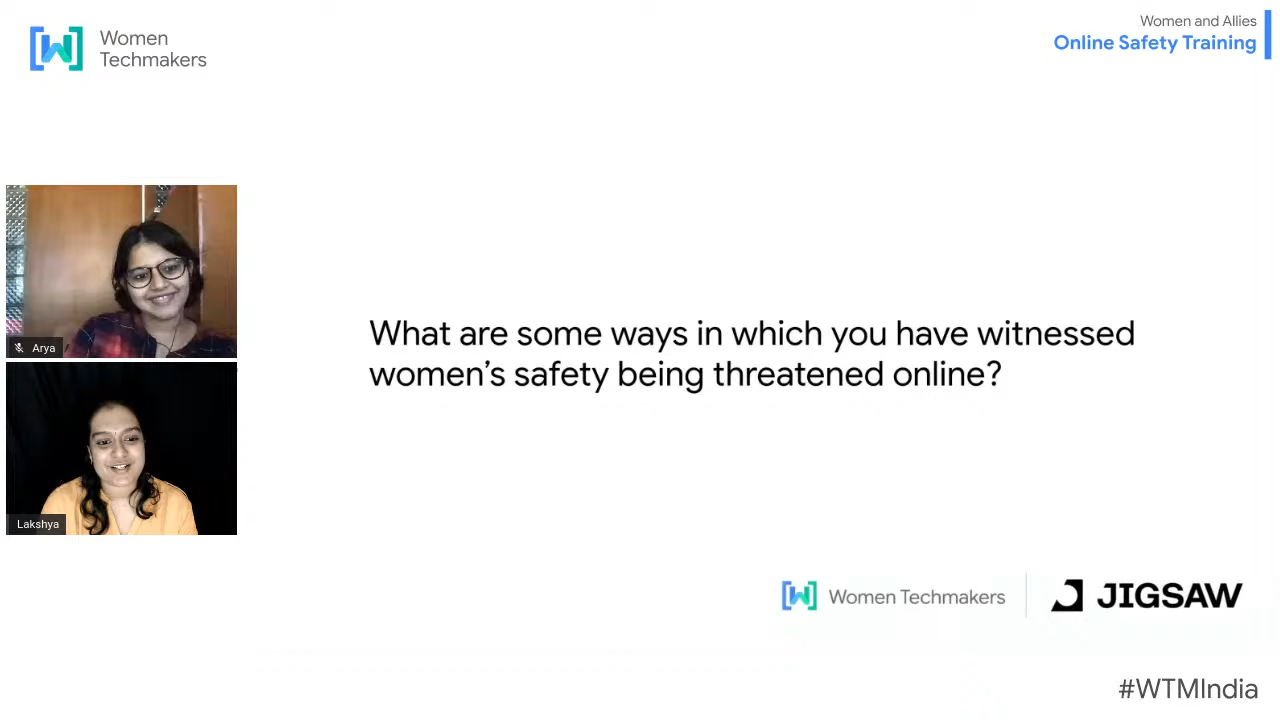 Women
Techmakers
Women and Allies
Online Safety Training
Arya
Lakshya
What are some ways in which you have witnessed
women’s safety being threatened online?
Women Techmakers
JIGSAW
#WTMIndia